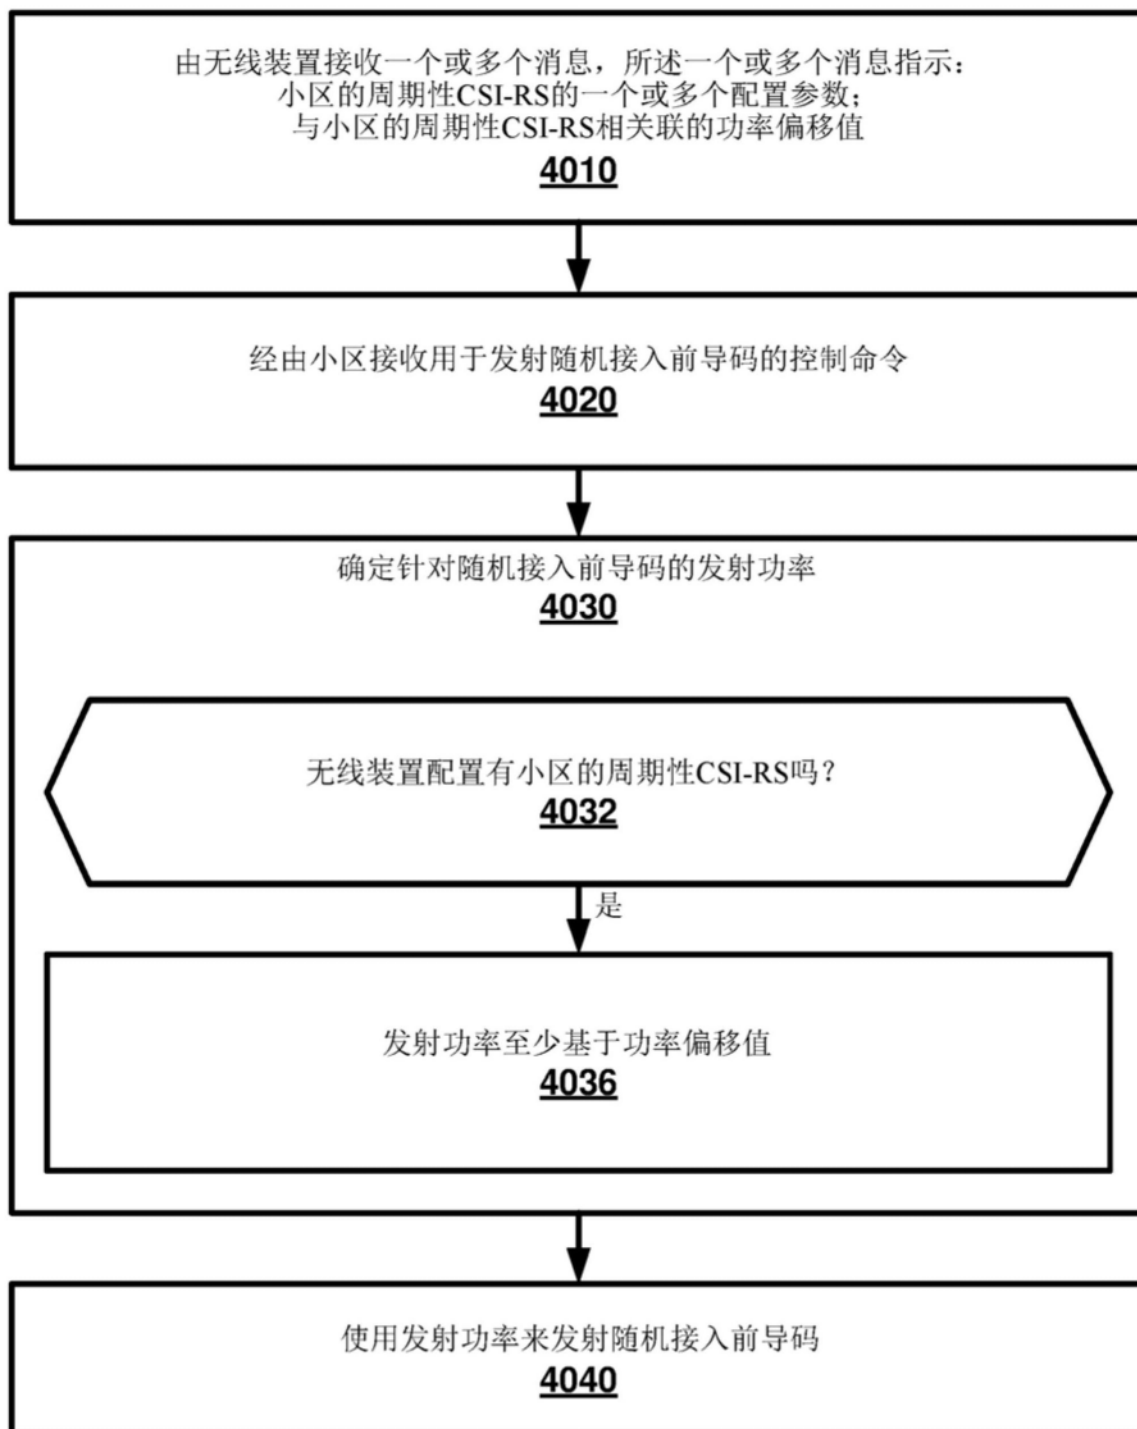 由无线装置接收一个或多个消息，所述一个或多个消息指示：
小区的周期性CSI-RS的一个或多个配置参数；
与小区的周期性CSI-RS相关联的功率偏移值
4010
经由小区接收用于发射随机接入前导码的控制命令
4020
确定针对随机接入前导码的发射功率
4030
无线装置配置有小区的周期性CSI-RS吗？
4032
是
发射功率至少基于功率偏移值
4036
使用发射功率来发射随机接入前导码
4040